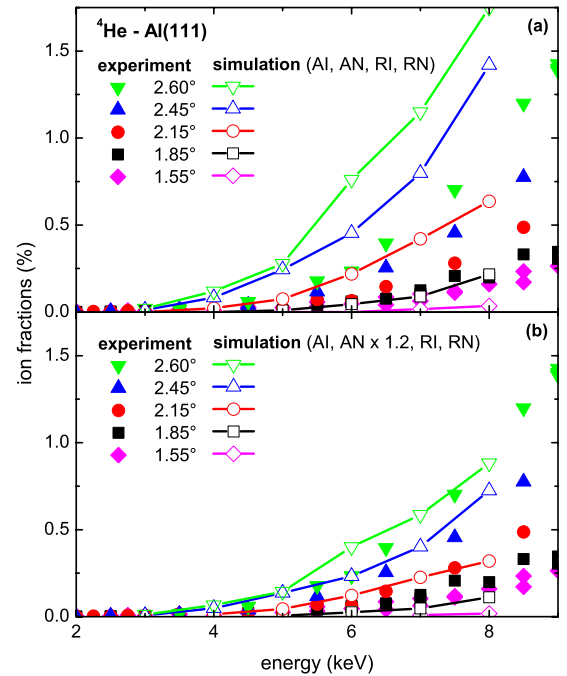 ⁴He - Al(111)
(a)
experiment simulation (AI, AN, RI, RN)
2.60°
2.45°
2.15°
1.85°
1.55°
1.5
1.0
0.5
0.0
ion fractions (%)
(b)
experiment simulation (AI, AN x 1.2, RI, RN)
2.60°
2.45°
2.15°
1.85°
1.55°
1.5
1.0
0.5
0.0
2 4 6 8
energy (keV)